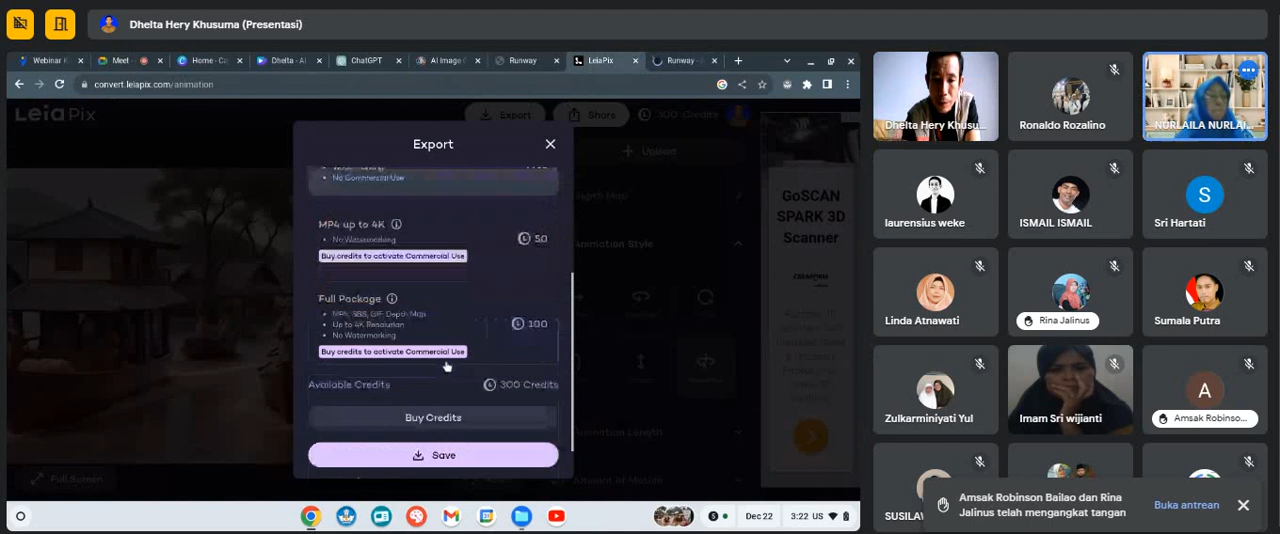 Dhelta Hery Khusuma (Presentasi)
Webinar
Meet -
Home - Ca
Dhelta - AI
ChatGPT
AI Image
Runway
LeiaPix
Runway -
convert.leiapix.com/animation
Leia Pix
Export
Share
300 Credits
Upload
Export
Depth Map
• No Commercial Use
Animation Style
MP4 up to 4K
• No Watermarking
50
Buy credits to activate Commercial Use
Full Package
• MP4, SBS, GIF, Depth Map
• Up to 4K Resolution
• No Watermarking
100
Buy credits to activate Commercial Use
Available Credits
300 Credits
Buy Credits
Animation Length
Save
Full Screen
Amount of Motion
GoSCAN
SPARK 3D
Scanner
Dec 22
3:22 US
Dhelta Hery Khusu...
Ronaldo Rozalino
NURLAILA NURLAI...
laurensius weke
ISMAIL ISMAIL
Sri Hartati
S
Linda Atnawati
Rina Jalinus
Sumala Putra
Zulkarminiyati Yul
Imam Sri wijianti
A
Amsak Robinso...
Amsak Robinson Bailao dan Rina
Jalinus telah mengangkat tangan
Buka antrean